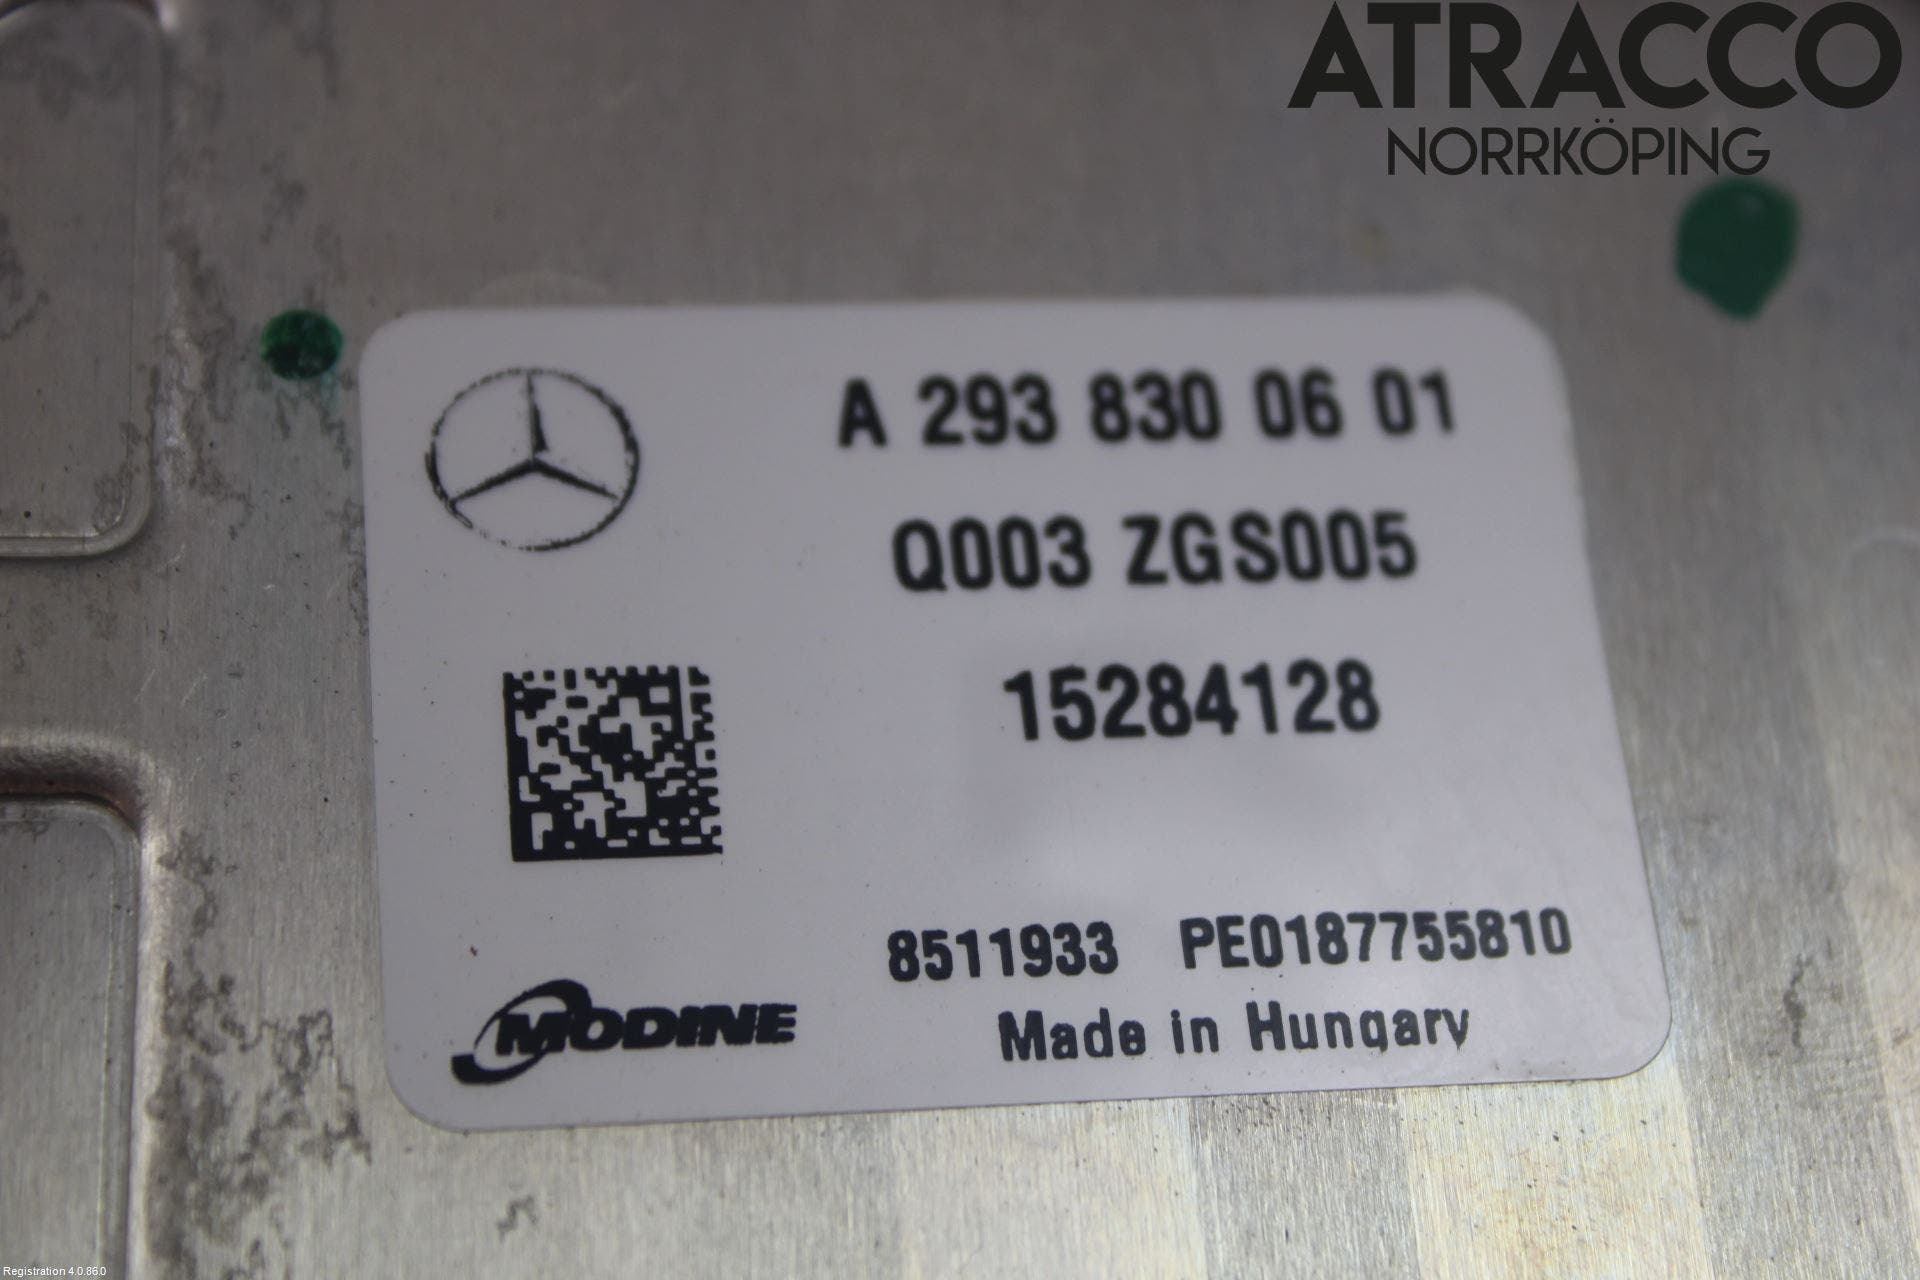 ATRACCO
NORRKÖPING
A 293 830 06 01
Q003 ZGS005
15284128
8511933 PE0187755810
MODINE
Made in Hungary
Registration 4.0.86.0